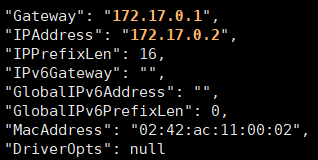 "Gateway": "172.17.0.1",
"IPAddress": "172.17.0.2",
"IPPrefixLen": 16,
"IPv6Gateway": "",
"GlobalIPv6Address": "",
"GlobalIPv6PrefixLen": 0,
"MacAddress": "02:42:ac:11:00:02",
"DriverOpts": null